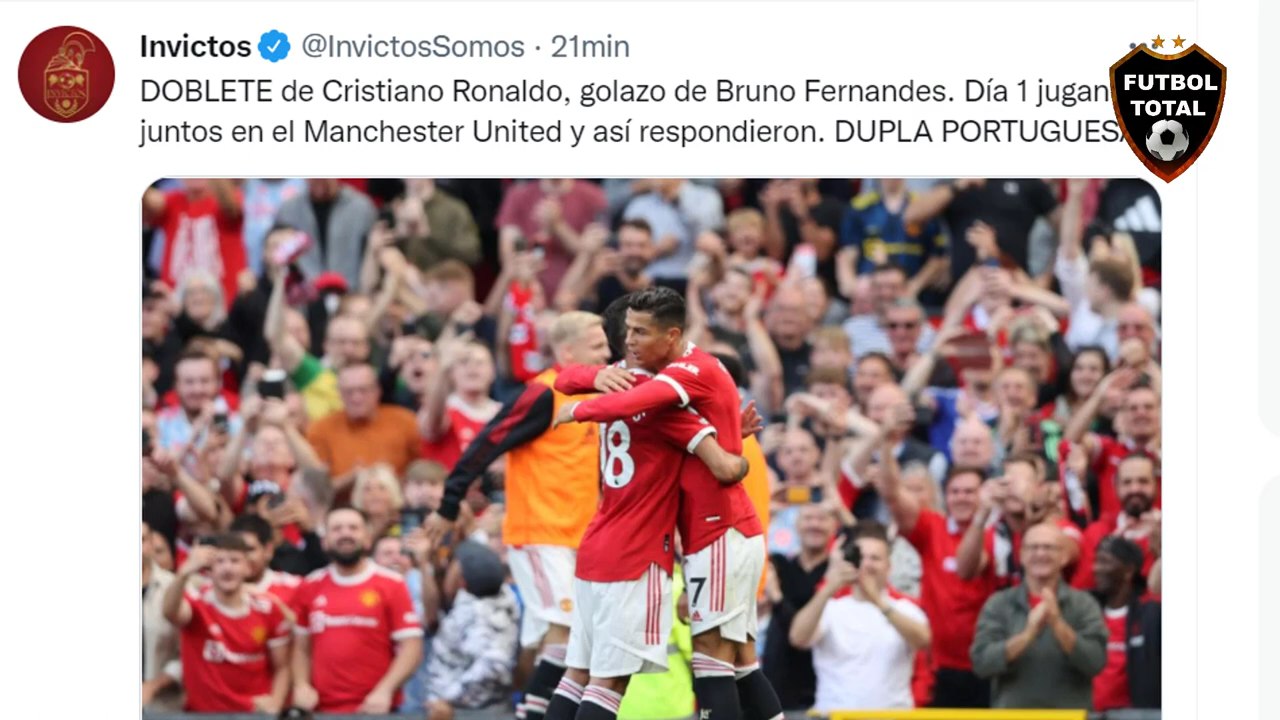 Invictos @InvictosSomos · 21min
DOBLETE de Cristiano Ronaldo, golazo de Bruno Fernandes. Día 1 jugan
juntos en el Manchester United y así respondieron. DUPLA PORTUGUESA
FUTBOL
TOTAL
18
7